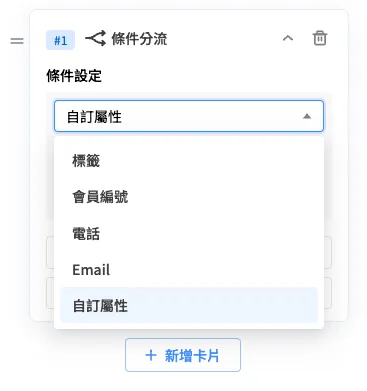 #1 條件分流
條件設定
自訂屬性
標籤
會員編號
電話
Email
自訂屬性
+ 新增卡片